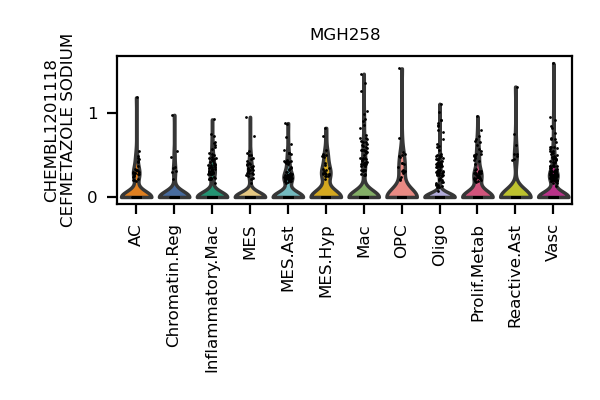 MGH258
CHEMBL1201118
CEFMETAZOLE SODIUM
1
0
AC
Chromatin.Reg
Inflammatory.Mac
MES
MES.Ast
MES.Hyp
Mac
OPC
Oligo
Prolif.Metab
Reactive.Ast
Vasc